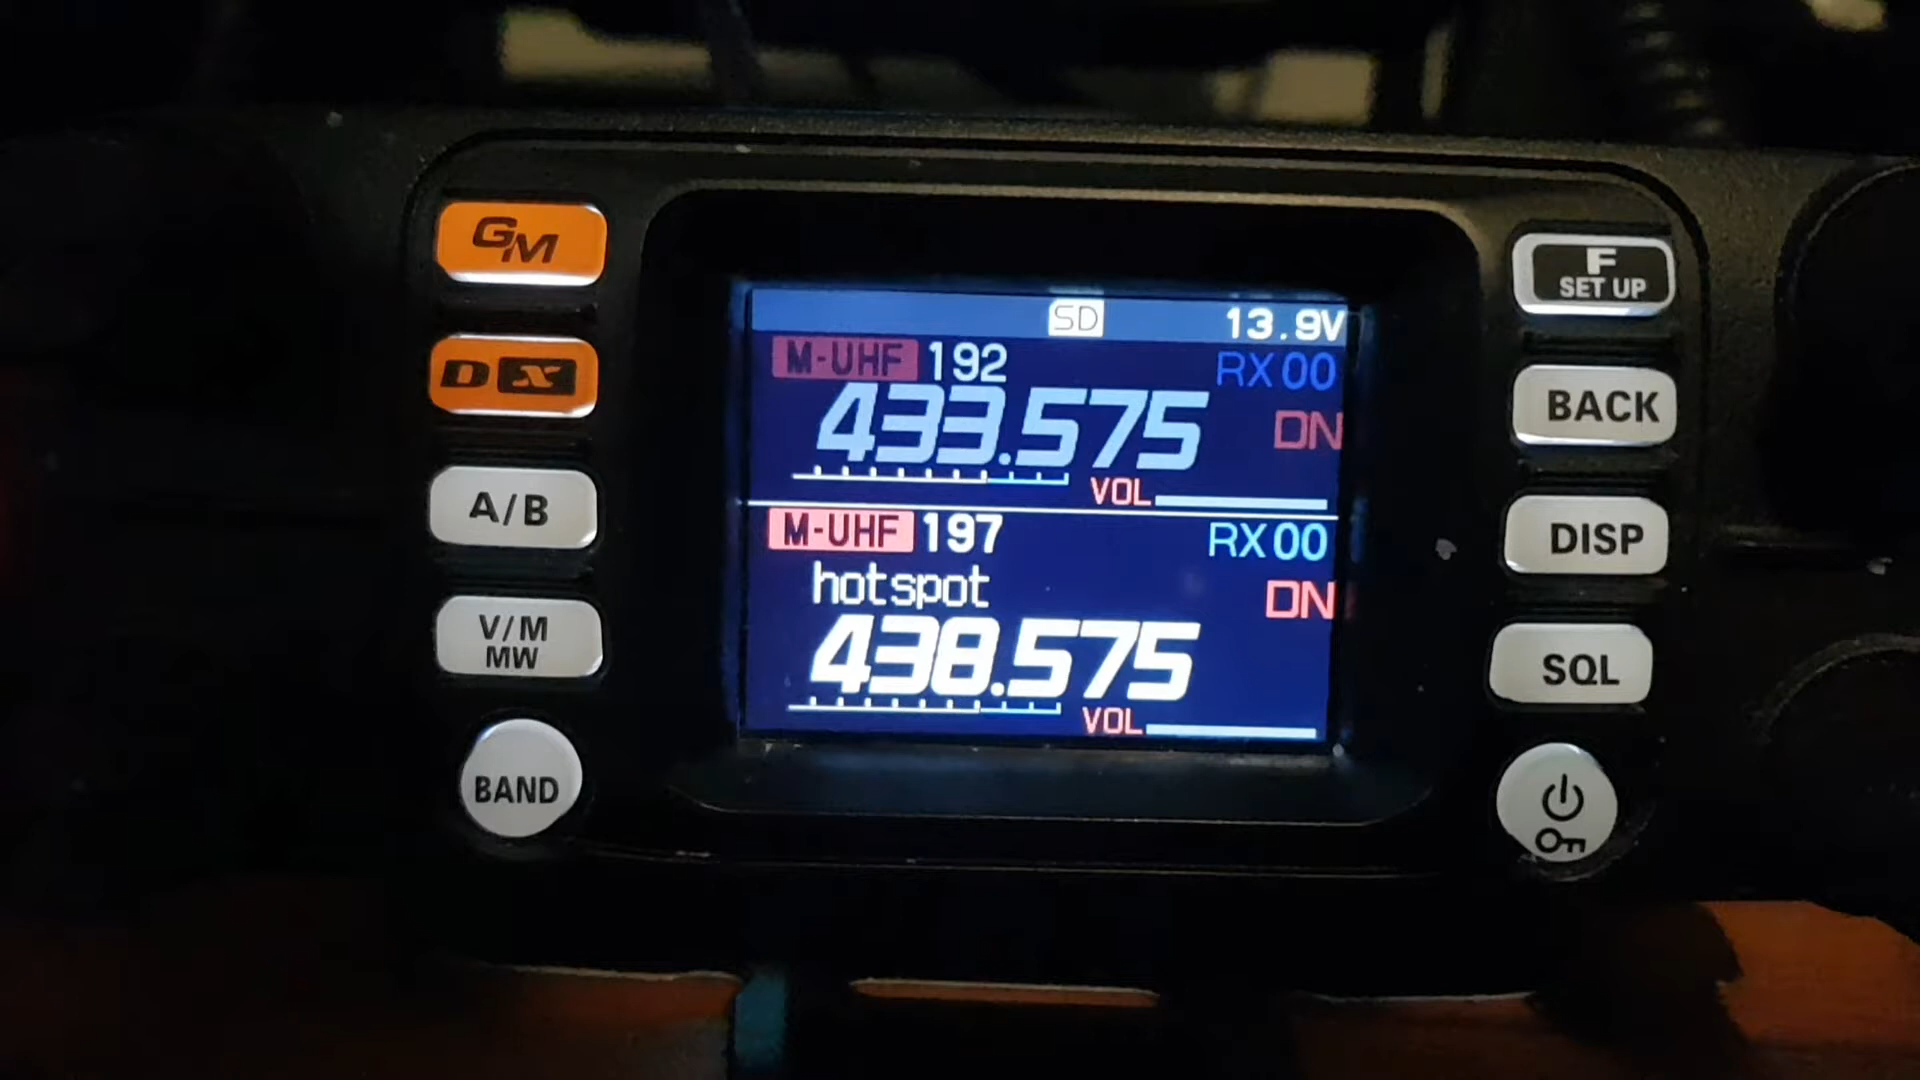 GM
DX
A/B
V/M
MW
BAND
SD 13.9V
M-UHF 192 RX 00
433.575 DN
VOL
M-UHF 197 RX 00
hotspot DN
438.575
VOL
F
SET UP
BACK
DISP
SQL